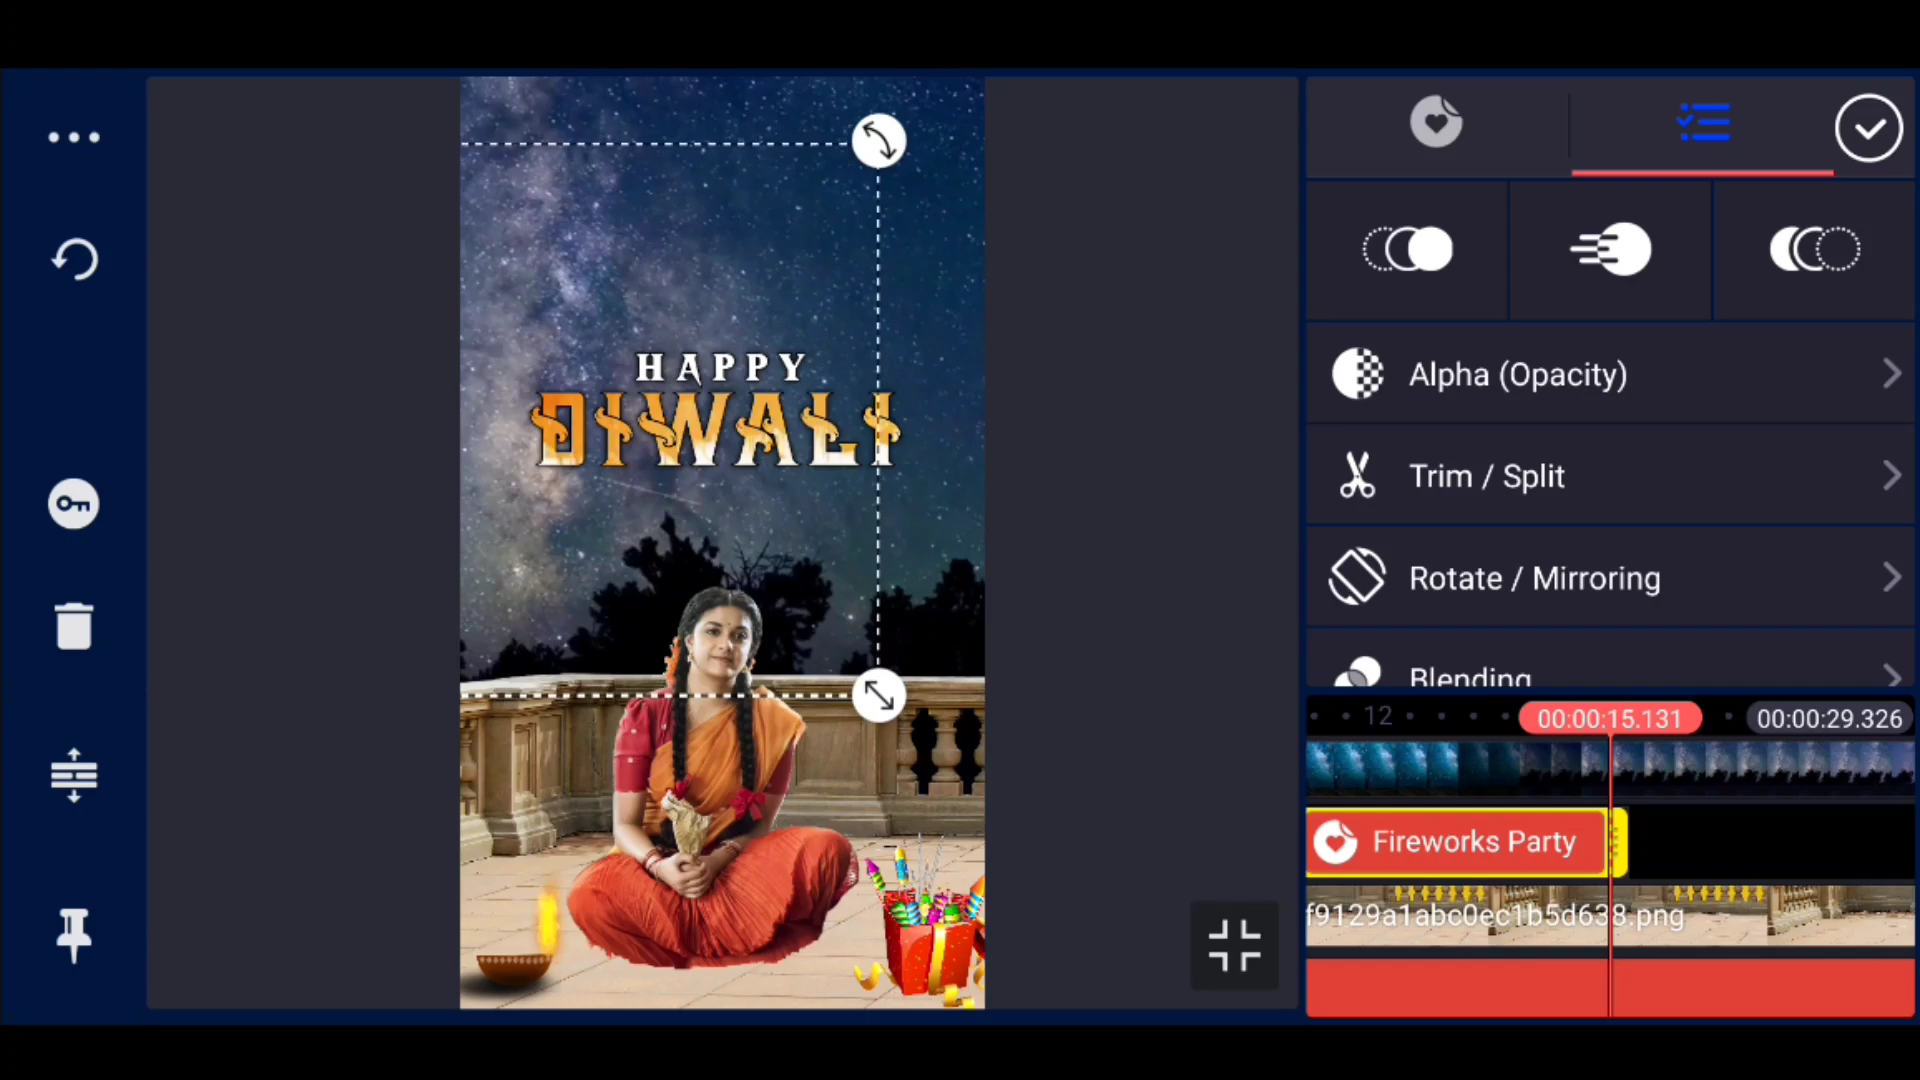 HAPPY
DIWALI
Alpha (Opacity)
Trim / Split
Rotate / Mirroring
Blending
12
00:00:15.131
00:00:29.326
Fireworks Party
f9129a1abc0ec1b5d638.png